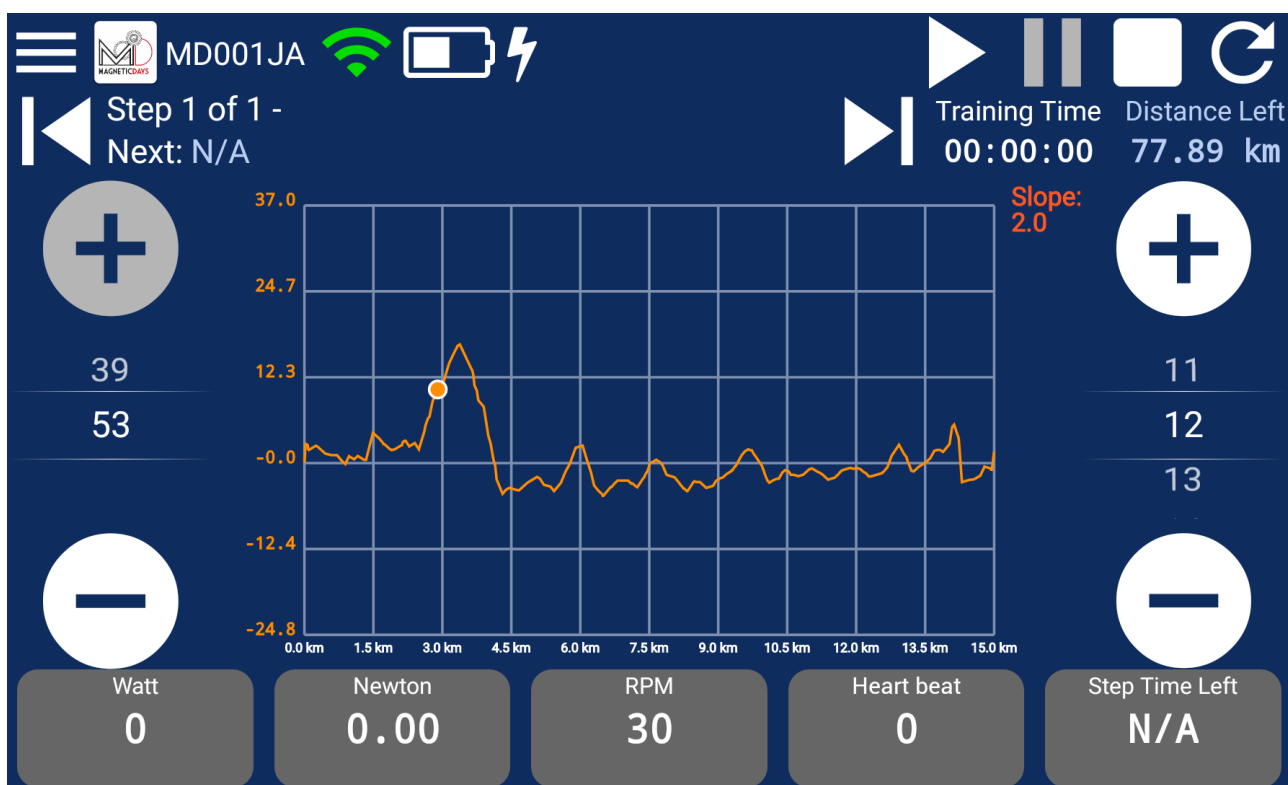 MAGNETICDAYS
MD001JA
Step 1 of 1 -
Next: N/A
Training Time
00:00:00
Distance Left
77.89 km
Slope:
2.0
39
53
37.0
24.7
12.3
-0.0
-12.4
-24.8
0.0 km 1.5 km 3.0 km 4.5 km 6.0 km 7.5 km 9.0 km 10.5 km 12.0 km 13.5 km 15.0 km
11
12
13
Watt
0
Newton
0.00
RPM
30
Heart beat
0
Step Time Left
N/A